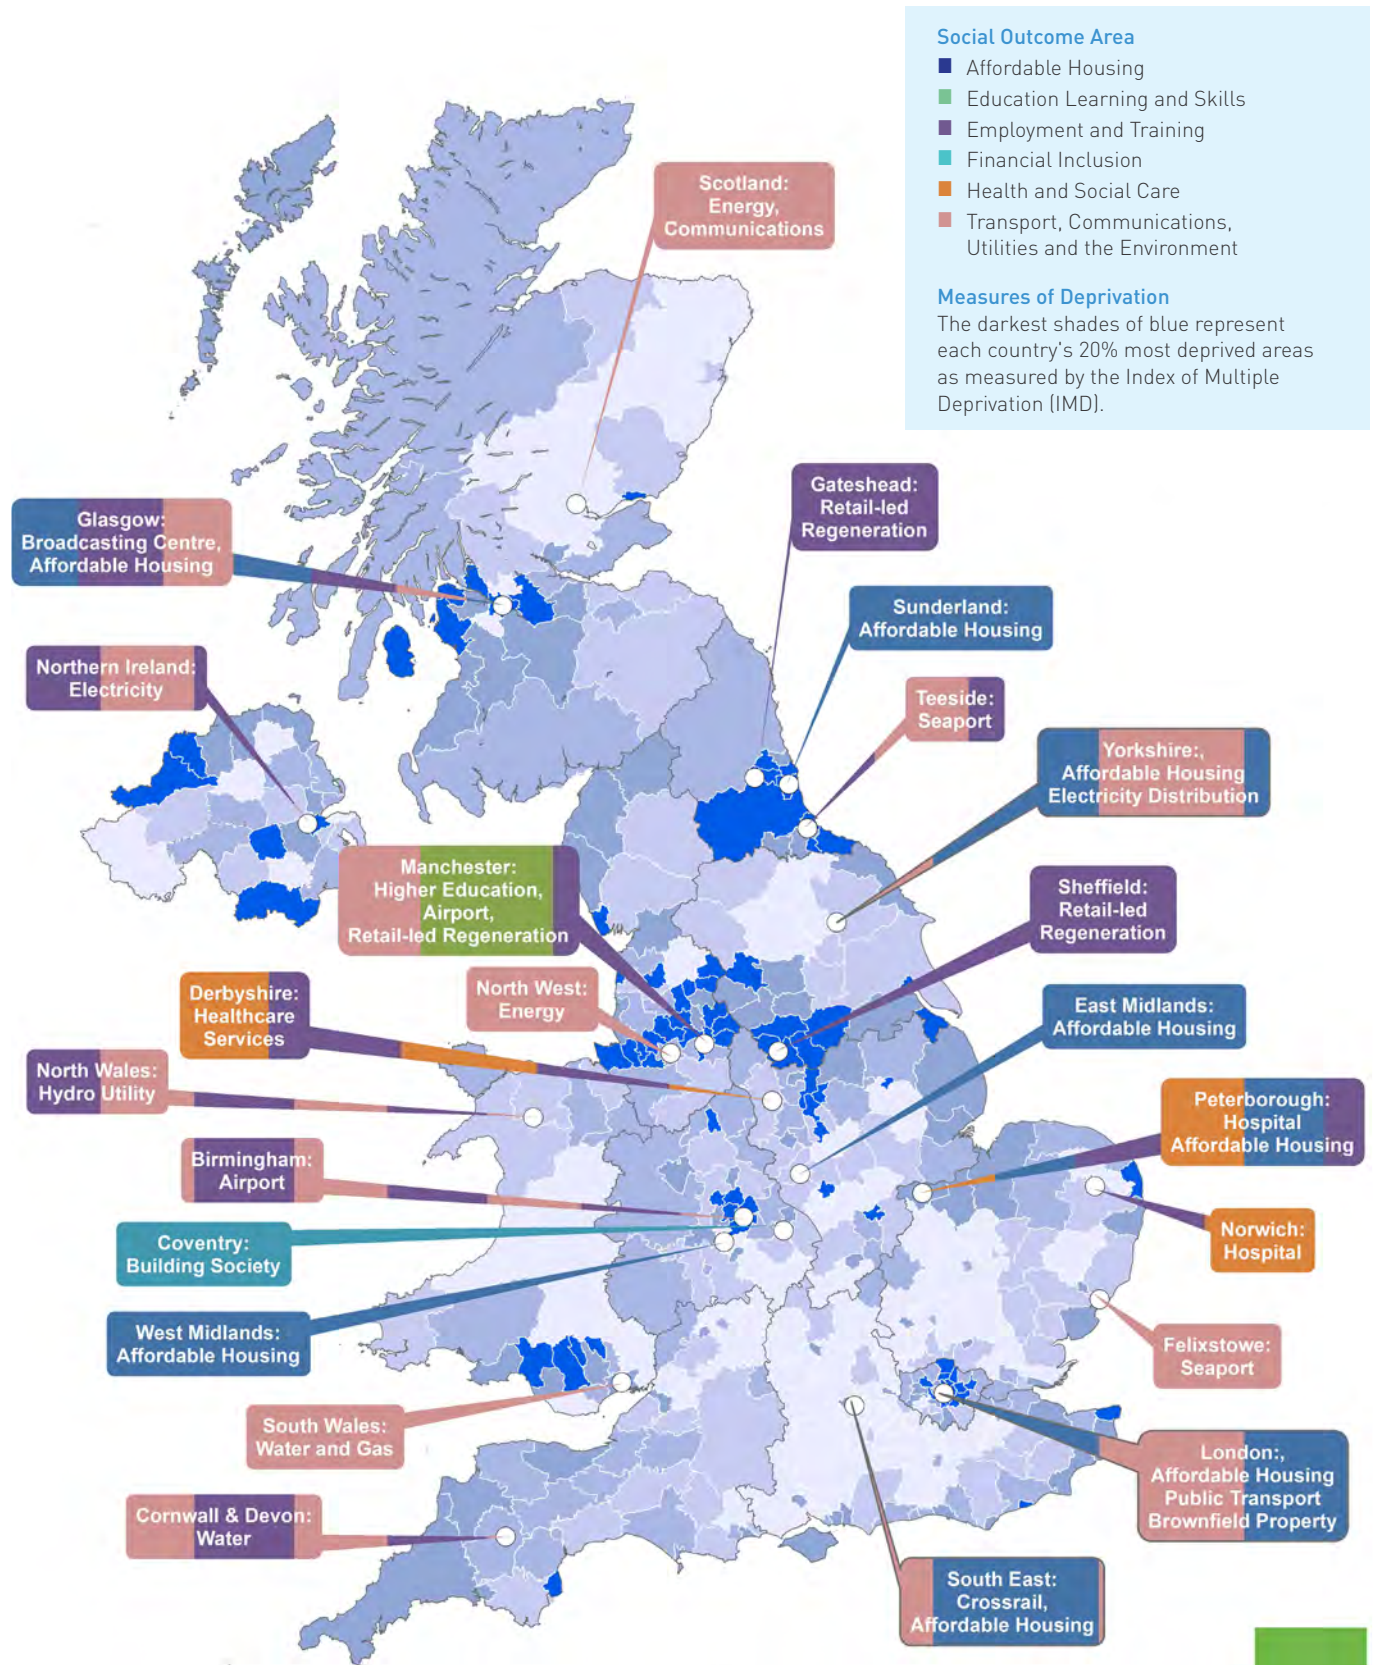 Social Outcome Area
Affordable Housing
Education Learning and Skills
Employment and Training
Financial Inclusion
Health and Social Care
Transport, Communications,
Utilities and the Environment
Measures of Deprivation
The darkest shades of blue represent
each country's 20% most deprived areas
as measured by the Index of Multiple
Deprivation (IMD).
Scotland:
Energy,
Communications
Gateshead:
Retail-led
Regeneration
Glasgow:
Broadcasting Centre,
Affordable Housing
Sunderland:
Affordable Housing
Northern Ireland:
Electricity
Teeside:
Seaport
Yorkshire:,
Affordable Housing
Electricity Distribution
Manchester:
Higher Education,
Airport,
Retail-led Regeneration
Sheffield:
Retail-led
Regeneration
Derbyshire:
Healthcare
Services
North West:
Energy
East Midlands:
Affordable Housing
North Wales:
Hydro Utility
Peterborough:
Hospital
Affordable Housing
Birmingham:
Airport
Norwich:
Hospital
Coventry:
Building Society
West Midlands:
Affordable Housing
Felixstowe:
Seaport
South Wales:
Water and Gas
London:,
Affordable Housing
Public Transport
Brownfield Property
Cornwall & Devon:
Water
South East:
Crossrail,
Affordable Housing